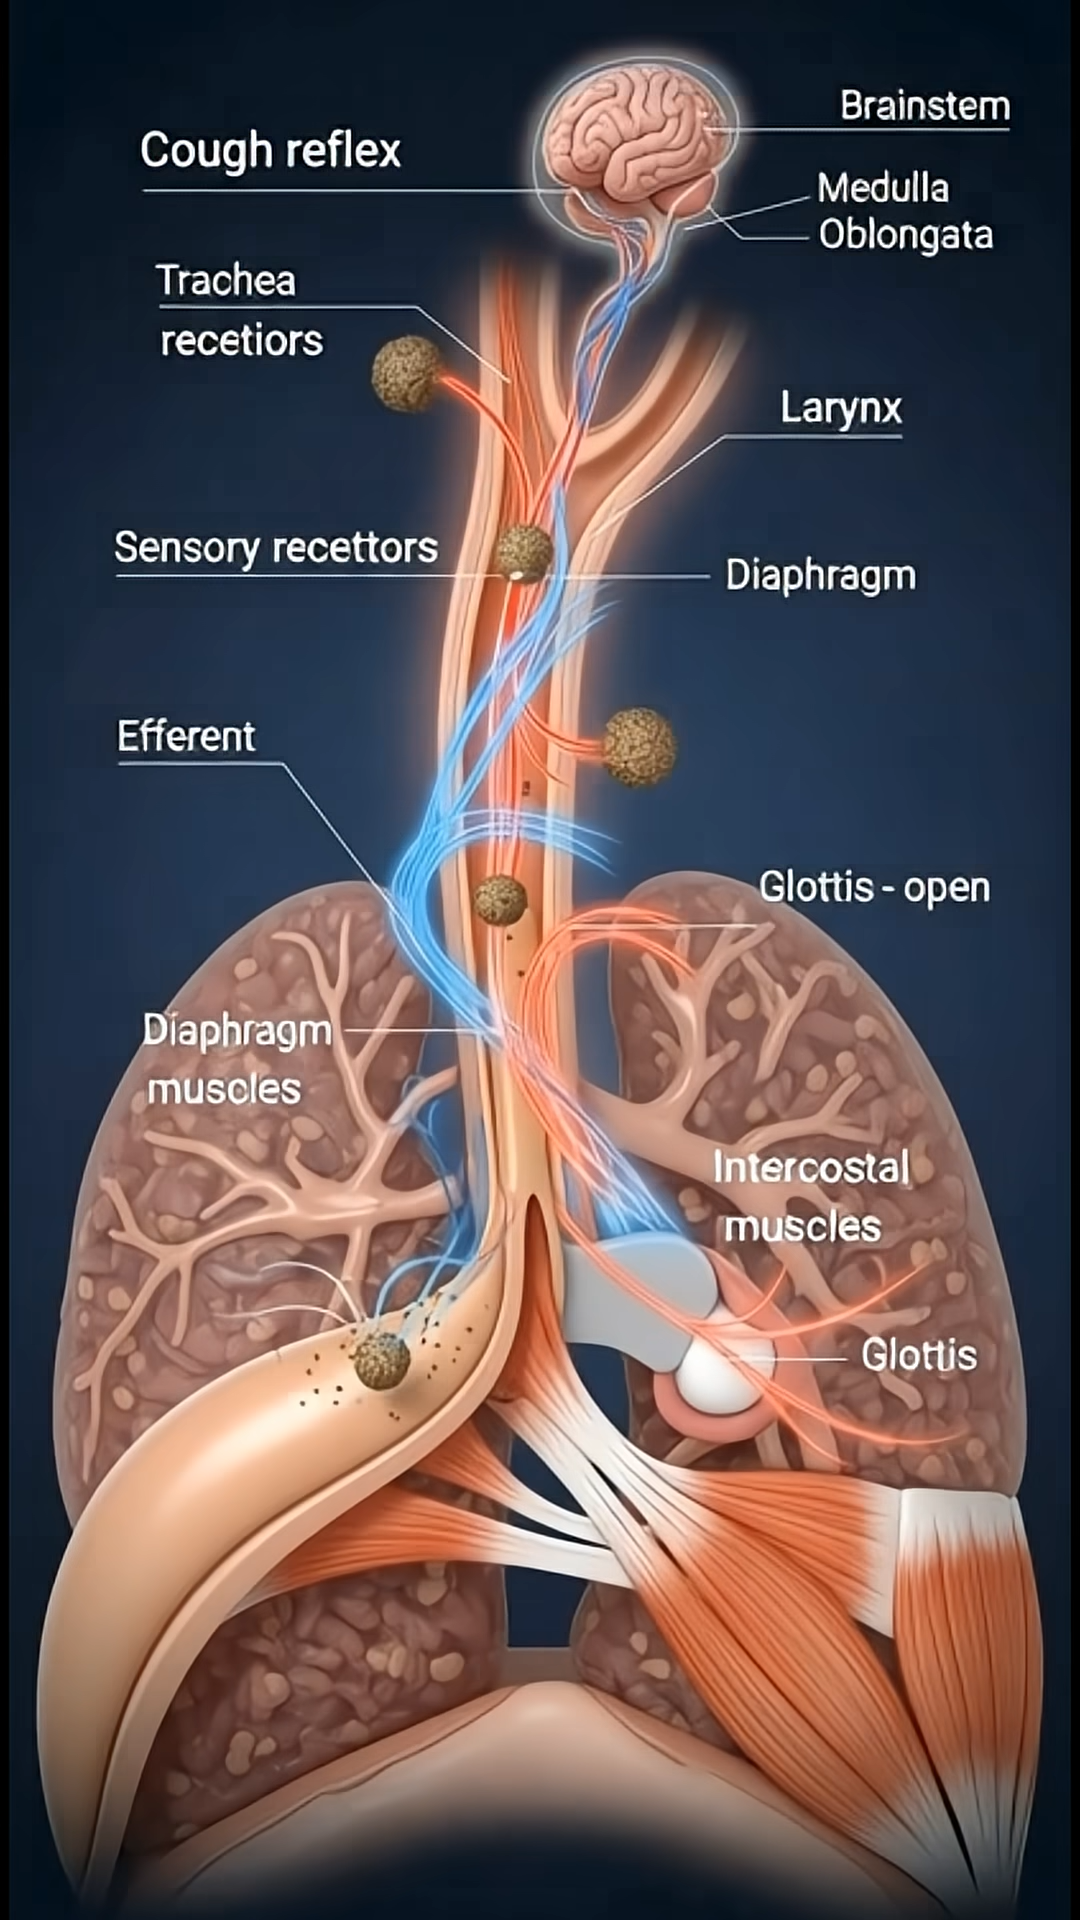 Brainstem
Cough reflex
Medulla
Oblongata
Trachea
recetiors
Larynx
Sensory recettors
Diaphragm
Efferent
Glottis - open
Diaphragm
muscles
Intercostal
muscles
Glottis